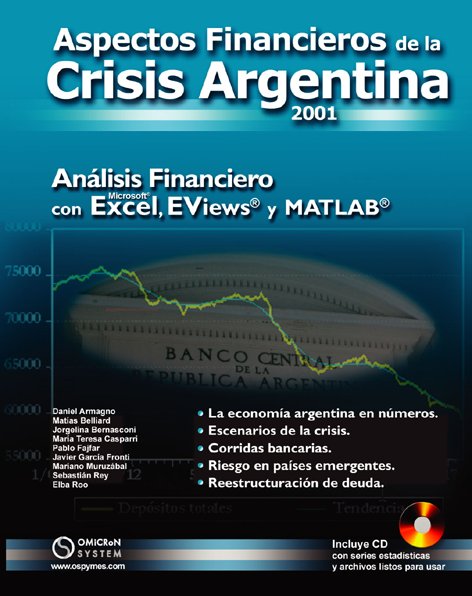 Aspectos Financieros de la
Crisis Argentina
2001
Análisis Financiero
con Microsoft® Excel, EViews® y MATLAB®
75000
70000
65000
60000
55000
BANCO CENTRAL
DE LA
REPUBLICA ARGENTINA
Daniel Armagno
Matias Belliard
Jorgelina Bernasconi
Maria Teresa Casparri
Pablo Fajfar
Javier García Fronti
Mariano Muruzábal
Sebastián Rey
Elba Roo
• La economía argentina en números.
• Escenarios de la crisis.
• Corridas bancarias.
• Riesgo en países emergentes.
• Reestructuración de deuda.
12
Depósitos totales
Tendencia
OMICRoN
SYSTEM
www.ospymes.com
Incluye CD
con series estadísticas
y archivos listos para usar